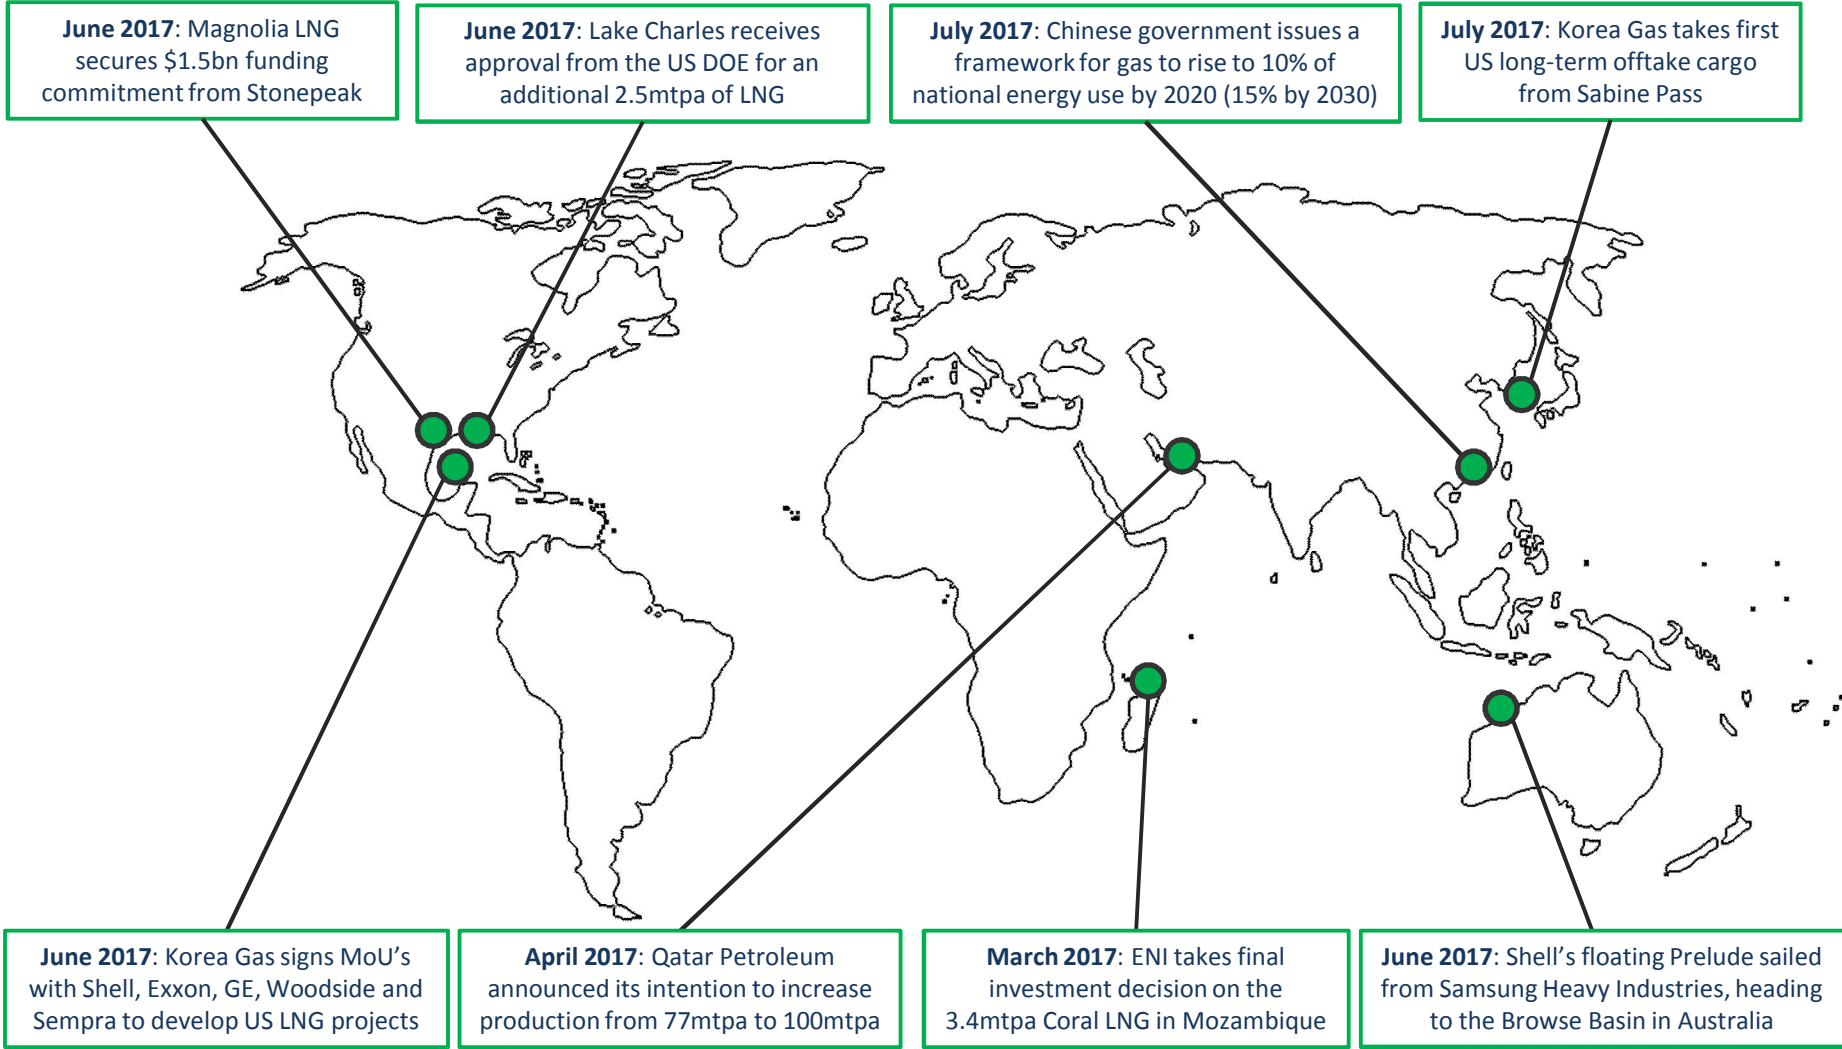 June 2017: Magnolia LNG
secures $1.5bn funding
commitment from Stonepeak
June 2017: Lake Charles receives
approval from the US DOE for an
additional 2.5mtpa of LNG
July 2017: Chinese government issues a
framework for gas to rise to 10% of
national energy use by 2020 (15% by 2030)
July 2017: Korea Gas takes first
US long-term offtake cargo
from Sabine Pass
June 2017: Korea Gas signs MoU’s
with Shell, Exxon, GE, Woodside and
Sempra to develop US LNG projects
April 2017: Qatar Petroleum
announced its intention to increase
production from 77mtpa to 100mtpa
March 2017: ENI takes final
investment decision on the
3.4mtpa Coral LNG in Mozambique
June 2017: Shell’s floating Prelude sailed
from Samsung Heavy Industries, heading
to the Browse Basin in Australia